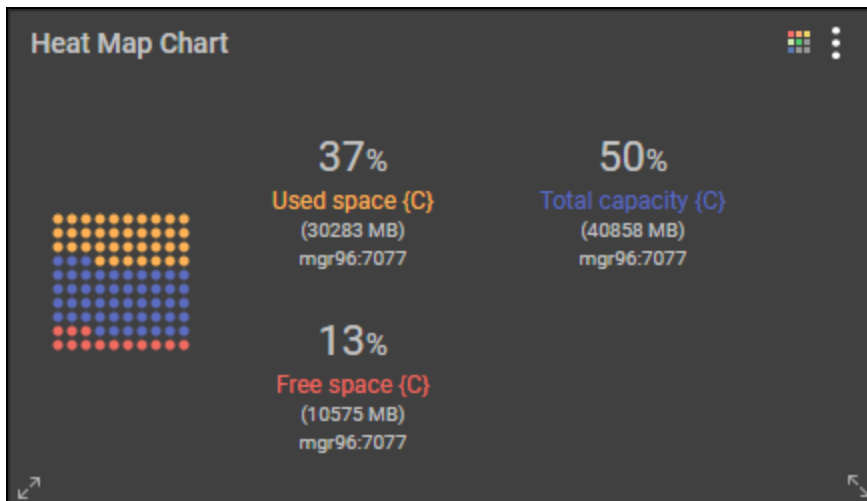 Heat Map Chart
37%
Used space {C}
(30283 MB)
mgr96:7077
50%
Total capacity {C}
(40858 MB)
mgr96:7077
13%
Free space {C}
(10575 MB)
mgr96:7077